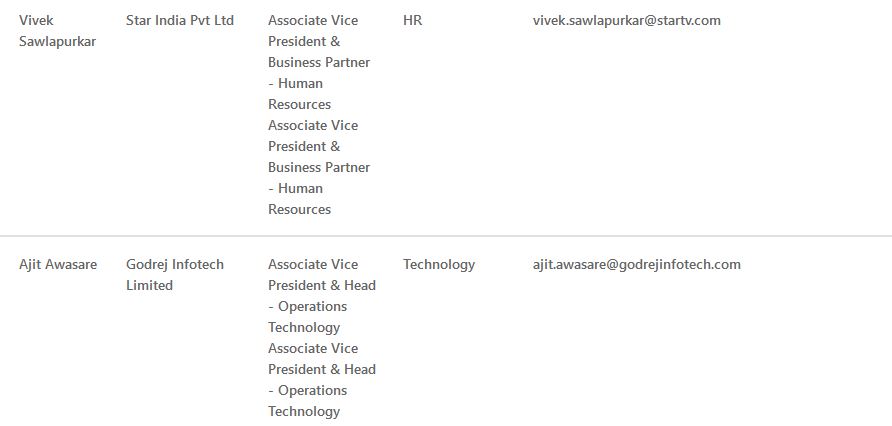 Vivek
Sawlapurkar
Star India Pvt Ltd
Associate Vice
President &
Business Partner
- Human
Resources
Associate Vice
President &
Business Partner
- Human
Resources
HR
vivek.sawlapurkar@startv.com
Ajit Awasare
Godrej Infotech
Limited
Associate Vice
President & Head
- Operations
Technology
Associate Vice
President & Head
- Operations
Technology
Technology
ajit.awasare@godrejinfotech.com